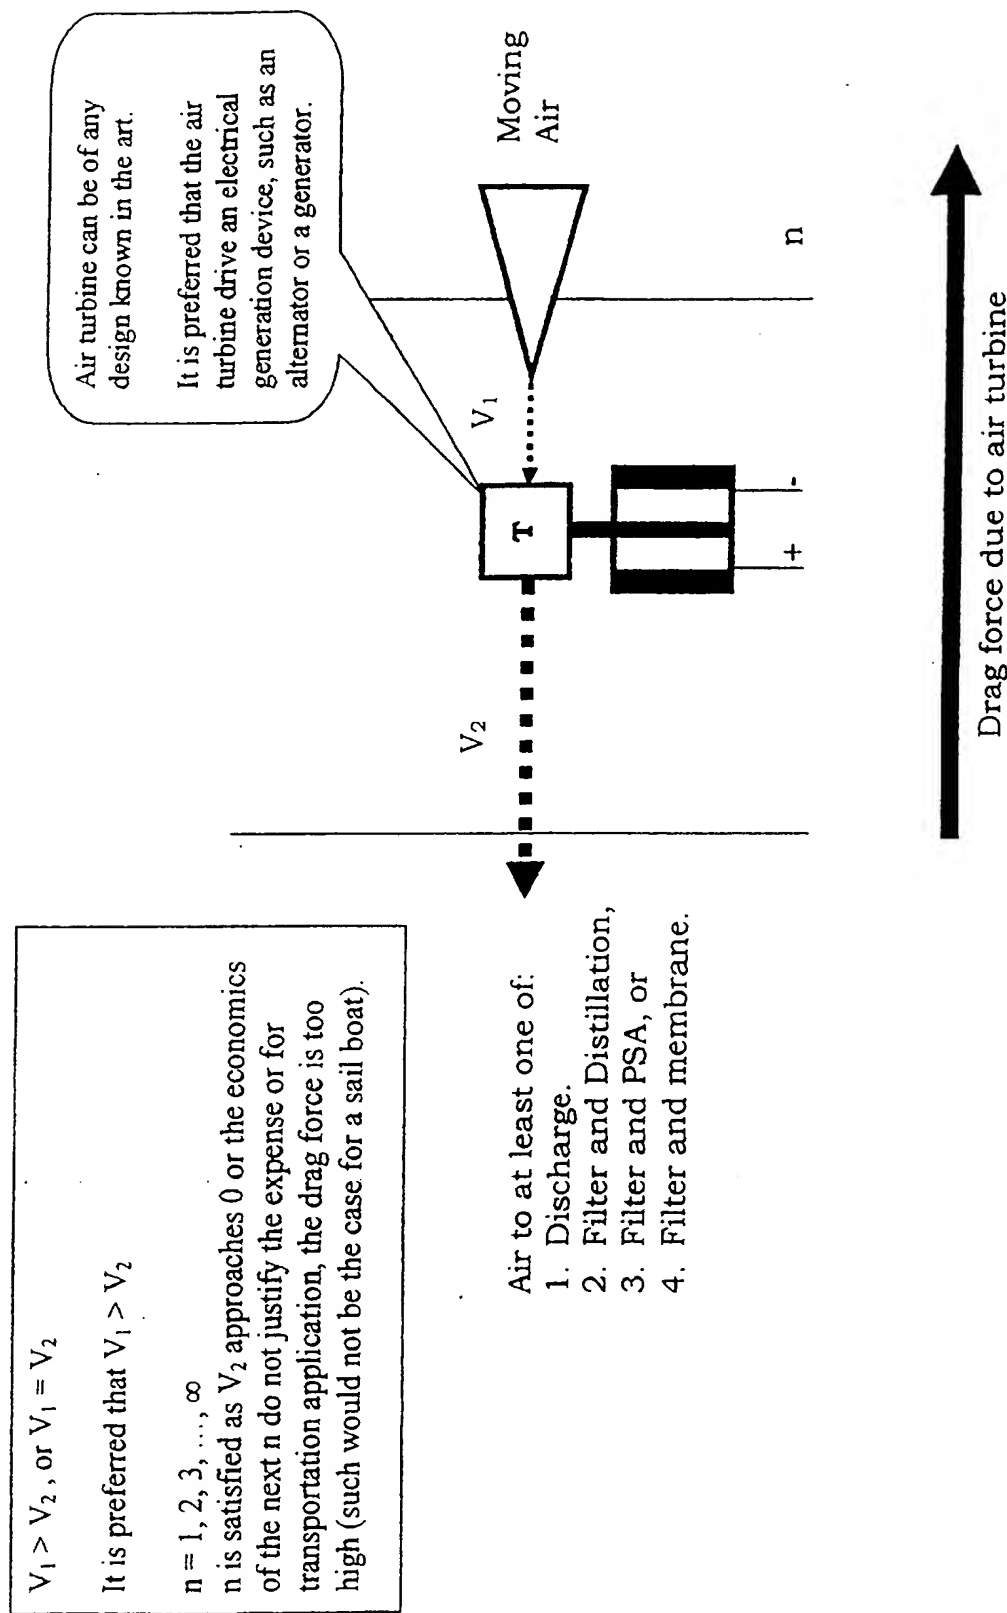 V₁ > V₂ , or V₁ = V₂
It is preferred that V₁ > V₂
n = 1, 2, 3, ..., ∞
n is satisfied as V₂ approaches 0 or the economics
of the next n do not justify the expense or for
transportation application, the drag force is too
high (such would not be the case for a sail boat).
Air turbine can be of any
design known in the art.
It is preferred that the air
turbine drive an electrical
generation device, such as an
alternator or a generator.
Air to at least one of:
1. Discharge.
2. Filter and Distillation,
3. Filter and PSA, or
4. Filter and membrane.
V₂
T
V₁
Moving
Air
+
-
n
Drag force due to air turbine